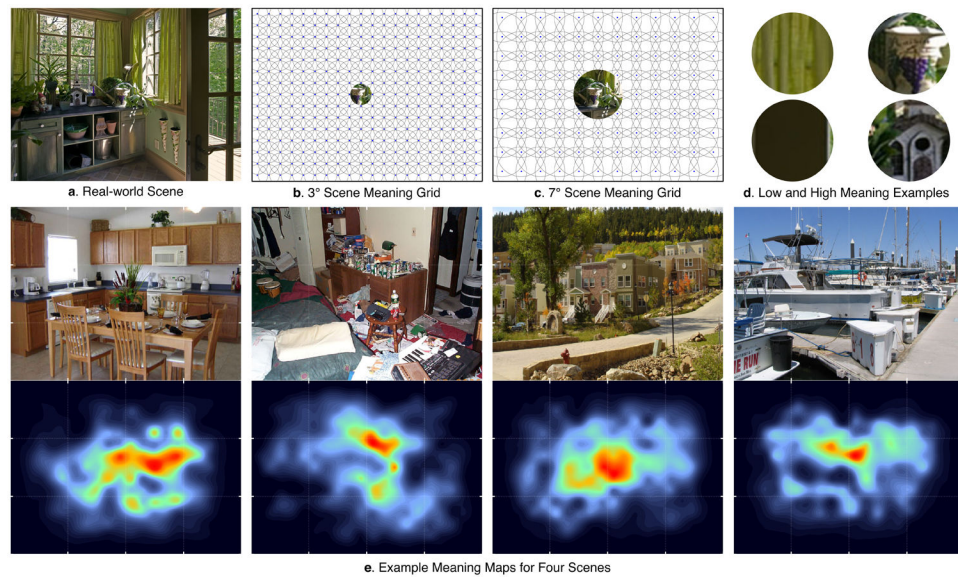 a. Real-world Scene
b. 3° Scene Meaning Grid
c. 7° Scene Meaning Grid
d. Low and High Meaning Examples
E RUN'
e. Example Meaning Maps for Four Scenes